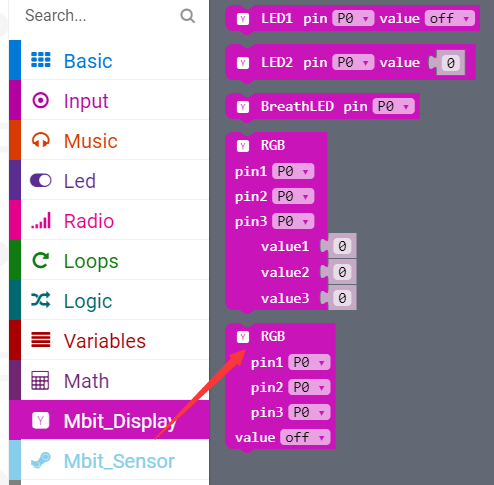 Search...
Basic
Input
Music
Led
Radio
Loops
Logic
Variables
Math
Y Mbit_Display
Mbit_Sensor
Y LED1 pin P0 value off
Y LED2 pin P0 value 0
Y BreathLED pin P0
Y RGB
pin1 P0
pin2 P0
pin3 P0
value1 0
value2 0
value3 0
Y RGB
pin1 P0
pin2 P0
pin3 P0
value off